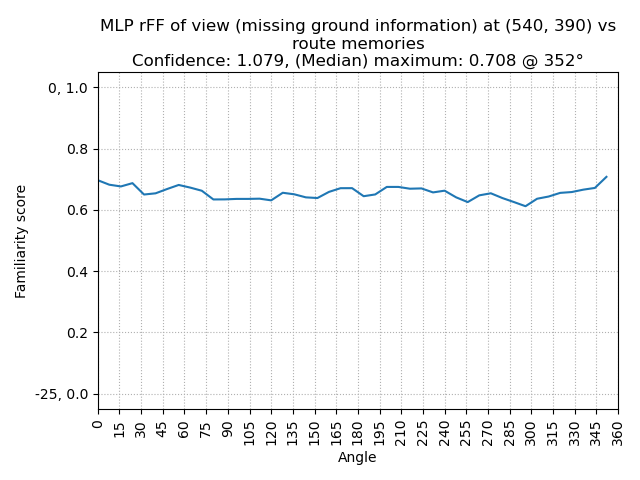 MLP rFF of view (missing ground information) at (540, 390) vs
route memories
Confidence: 1.079, (Median) maximum: 0.708 @ 352°
0, 1.0
0.8
0.6
0.4
0.2
-25, 0.0
Familiarity score
0 15 30 45 60 75 90 105 120 135 150 165 180 195 210 225 240 255 270 285 300 315 330 345 360
Angle